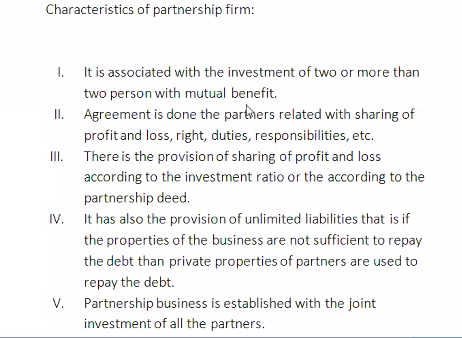 Characteristics of partnership firm:
I. It is associated with the investment of two or more than
two person with mutual benefit.
II. Agreement is done the partners related with sharing of
profit and loss, right, duties, responsibilities, etc.
III. There is the provision of sharing of profit and loss
according to the investment ratio or the according to the
partnership deed.
IV. It has also the provision of unlimited liabilities that is if
the properties of the business are not sufficient to repay
the debt than private properties of partners are used to
repay the debt.
V. Partnership business is established with the joint
investment of all the partners.